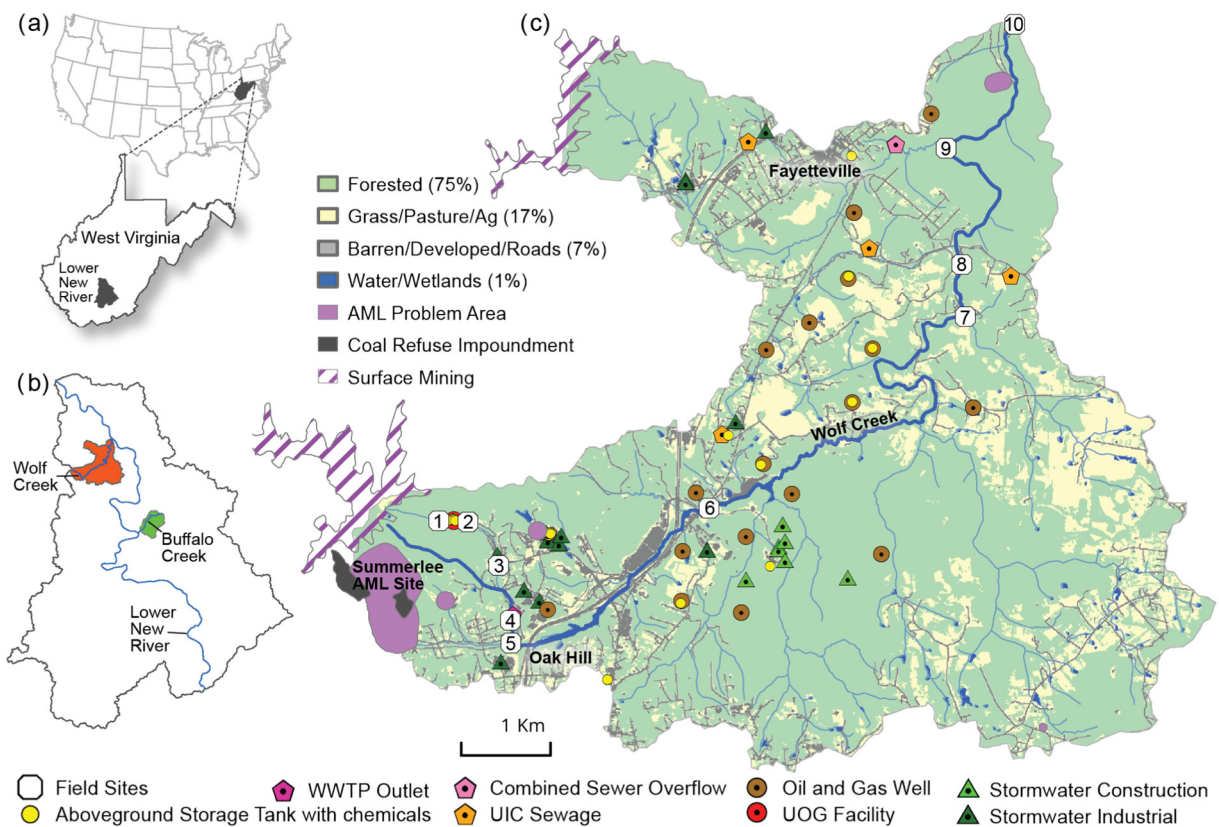 (a)
West Virginia
Lower
New
River
(b)
Wolf
Creek
Buffalo
Creek
Lower
New
River
(c)
Forested (75%)
Grass/Pasture/Ag (17%)
Barren/Developed/Roads (7%)
Water/Wetlands (1%)
AML Problem Area
Coal Refuse Impoundment
Surface Mining
10
9
Fayetteville
8
7
Wolf Creek
6
1
2
3
Summerlee
AML Site
4
5
Oak Hill
1 Km
Field Sites
WWTP Outlet
Combined Sewer Overflow
Oil and Gas Well
Stormwater Construction
Aboveground Storage Tank with chemicals
UIC Sewage
UOG Facility
Stormwater Industrial